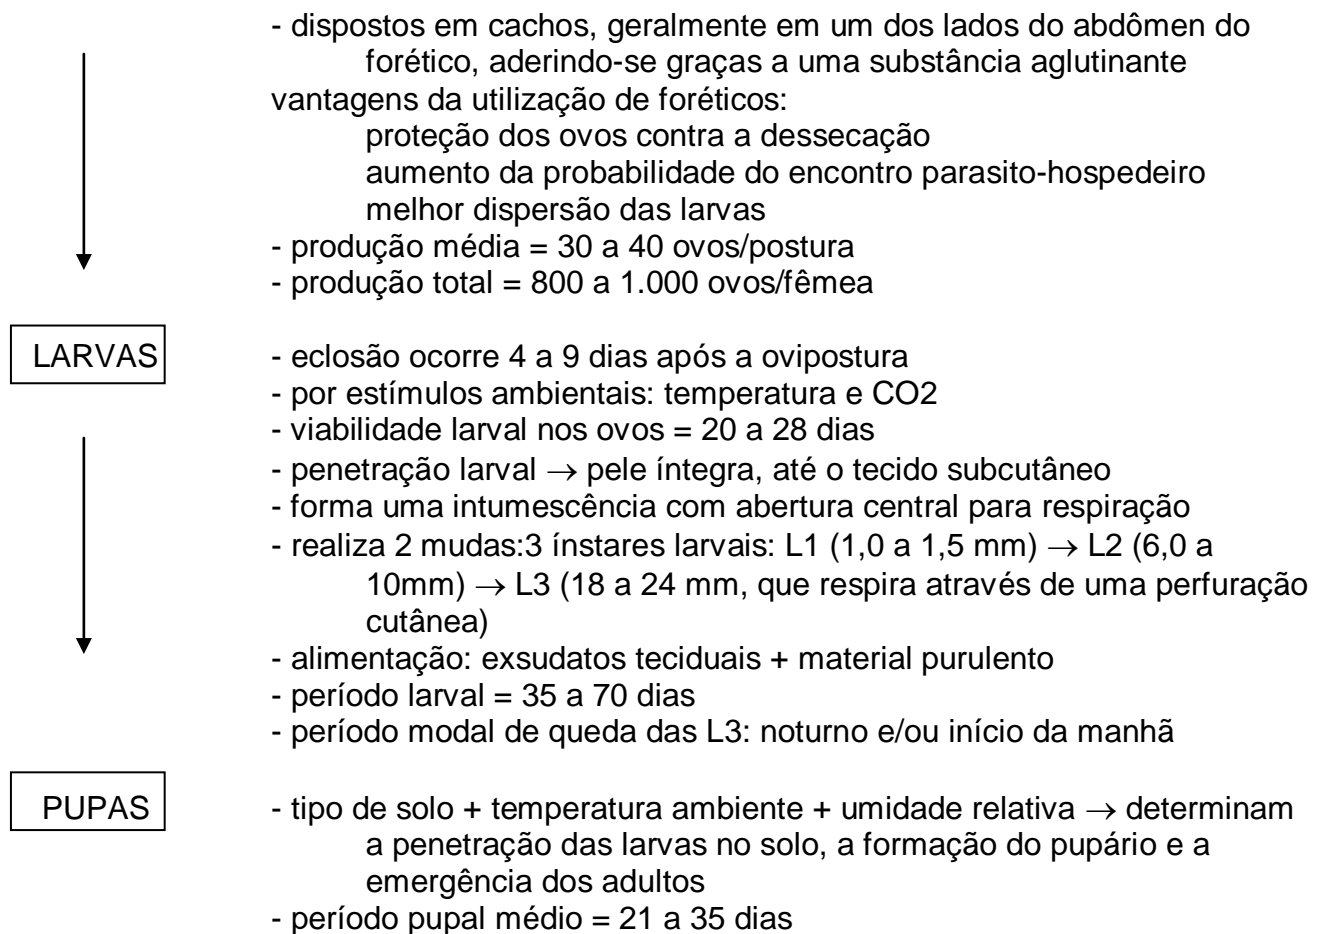 - dispostos em cachos, geralmente em um dos lados do abdômen do
forético, aderindo-se graças a uma substância aglutinante
vantagens da utilização de foréticos:
proteção dos ovos contra a dessecação
aumento da probabilidade do encontro parasito-hospedeiro
melhor dispersão das larvas
- produção média = 30 a 40 ovos/postura
- produção total = 800 a 1.000 ovos/fêmea
LARVAS
- eclosão ocorre 4 a 9 dias após a ovipostura
- por estímulos ambientais: temperatura e CO2
- viabilidade larval nos ovos = 20 a 28 dias
- penetração larval → pele íntegra, até o tecido subcutâneo
- forma uma intumescência com abertura central para respiração
- realiza 2 mudas:3 ínstares larvais: L1 (1,0 a 1,5 mm) → L2 (6,0 a
10mm) → L3 (18 a 24 mm, que respira através de uma perfuração
cutânea)
- alimentação: exsudatos teciduais + material purulento
- período larval = 35 a 70 dias
- período modal de queda das L3: noturno e/ou início da manhã
PUPAS
- tipo de solo + temperatura ambiente + umidade relativa → determinam
a penetração das larvas no solo, a formação do pupário e a
emergência dos adultos
- período pupal médio = 21 a 35 dias